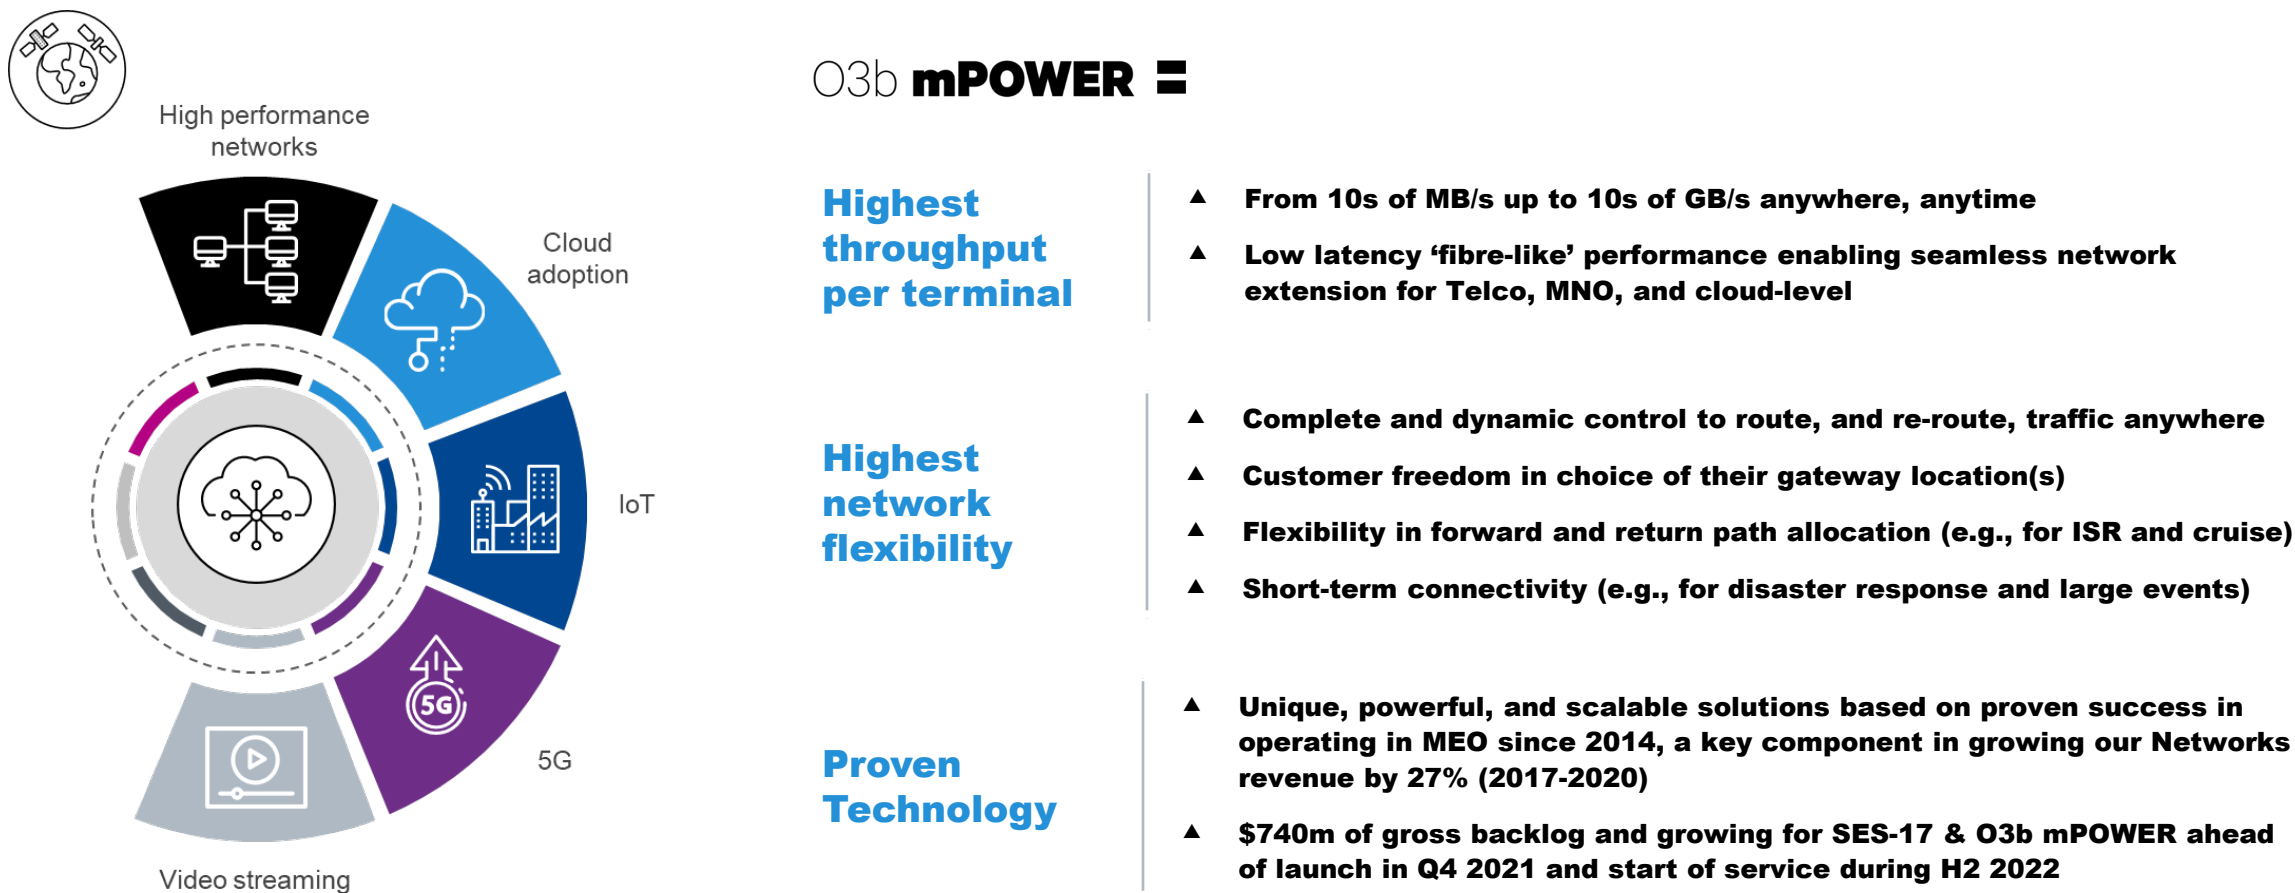 High performance
networks
Cloud
adoption
IoT
5G
5G
Video streaming
O3b mPOWER =
Highest
throughput
per terminal
▲ From 10s of MB/s up to 10s of GB/s anywhere, anytime
▲ Low latency ‘fibre-like’ performance enabling seamless network
extension for Telco, MNO, and cloud-level
Highest
network
flexibility
▲ Complete and dynamic control to route, and re-route, traffic anywhere
▲ Customer freedom in choice of their gateway location(s)
▲ Flexibility in forward and return path allocation (e.g., for ISR and cruise)
▲ Short-term connectivity (e.g., for disaster response and large events)
Proven
Technology
▲ Unique, powerful, and scalable solutions based on proven success in
operating in MEO since 2014, a key component in growing our Networks
revenue by 27% (2017-2020)
▲ $740m of gross backlog and growing for SES-17 & O3b mPOWER ahead
of launch in Q4 2021 and start of service during H2 2022